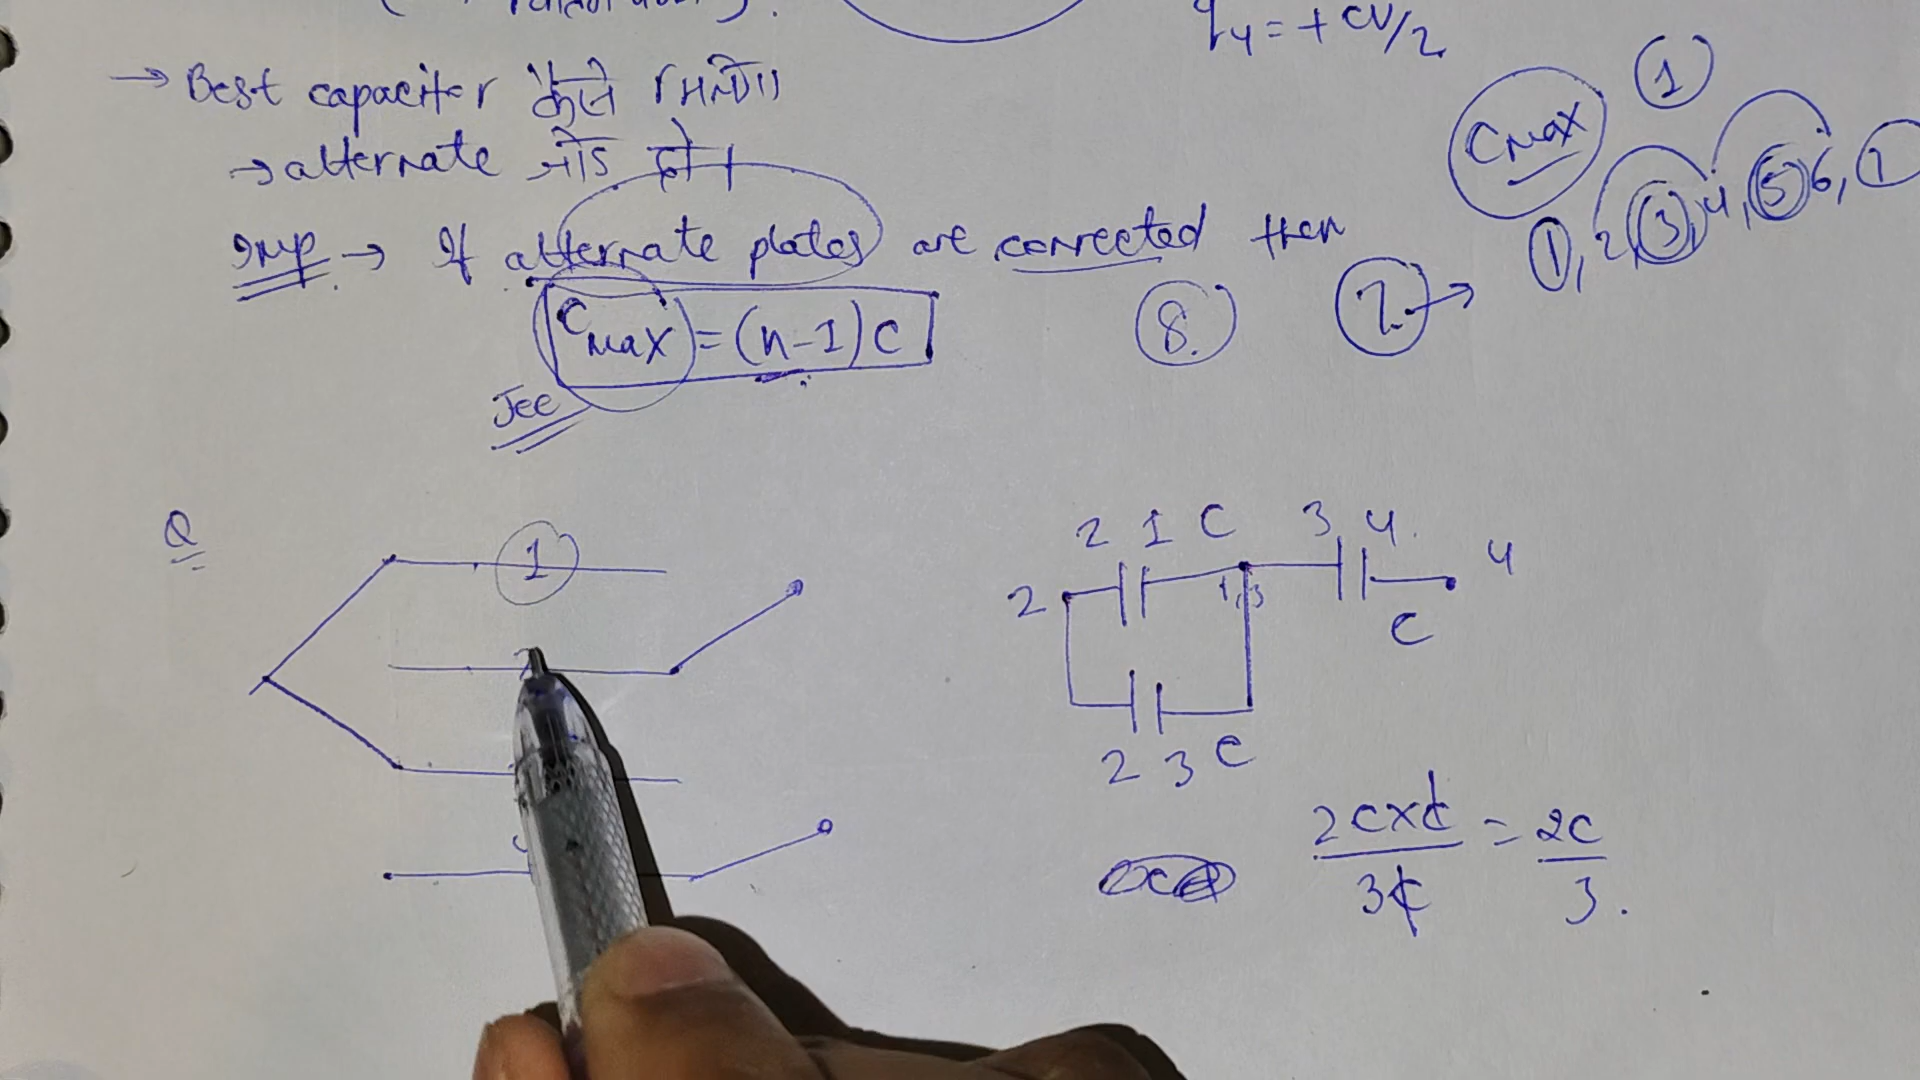 q4 = + CV/2
→ Best capacitor कैसे मिलेगा
→ alternate जोड़ दो।
Cmax
1
1, 2, 3, 4, 5, 6, 7
Imp → If alternate plates are connected then
Cmax = (n-1)C
8.
7 →
Jee
Q
1
2 1 C 3 4
2 1,3 4
C
2 3 C
2C×C/3C = 2C/3.